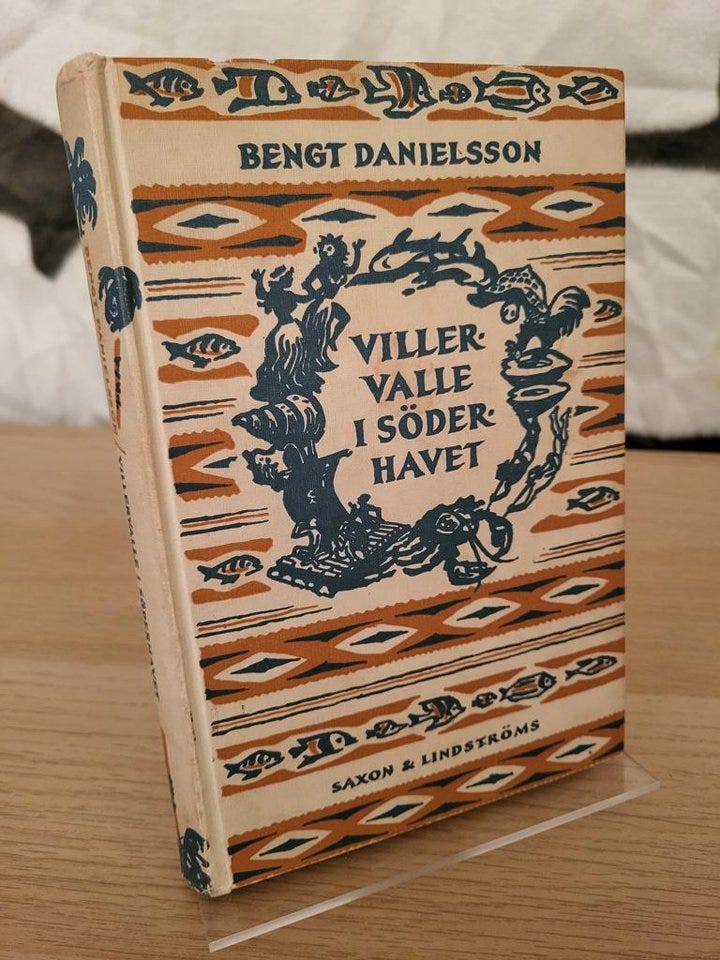 BENGT DANIELSSON
VILLER-
VALLE
I SÖDER-
HAVET
SAXON & LINDSTRÖMS